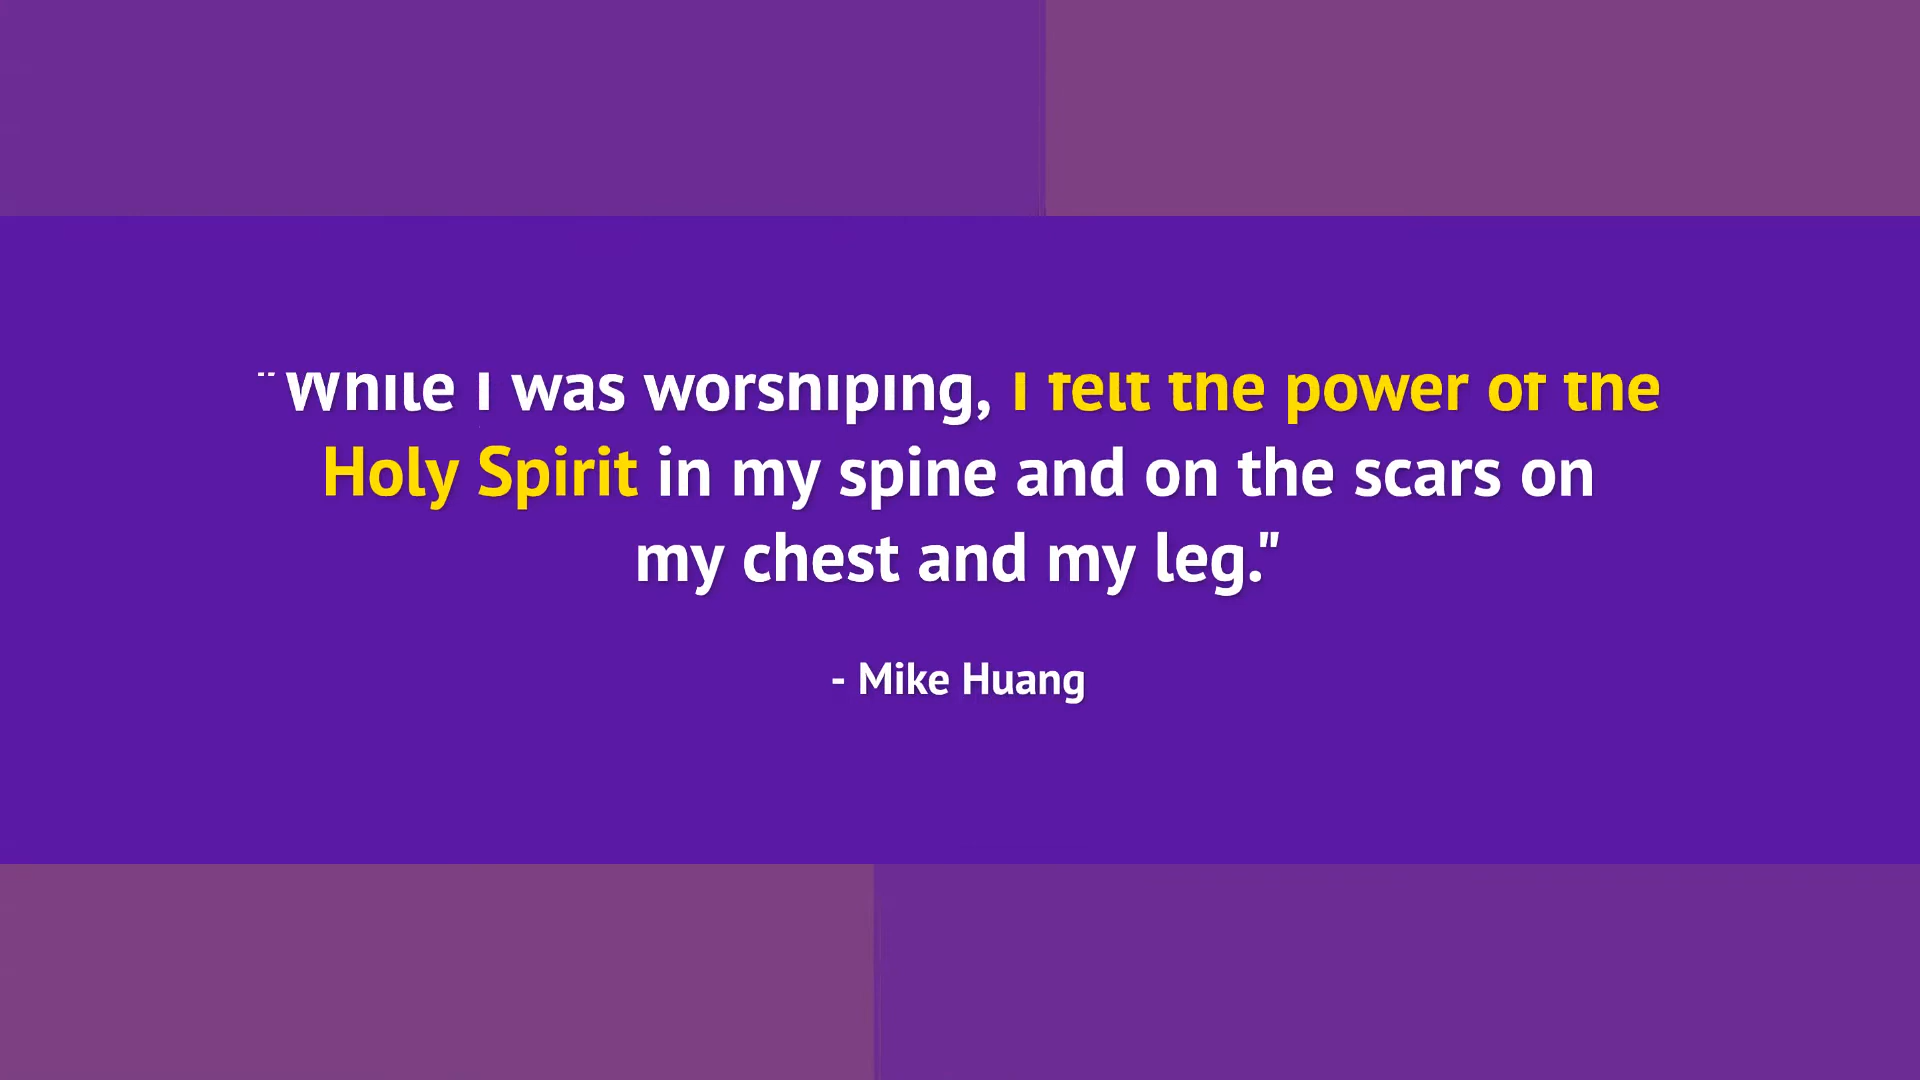 "While I was worshiping, I felt the power of the
Holy Spirit in my spine and on the scars on
my chest and my leg."
- Mike Huang